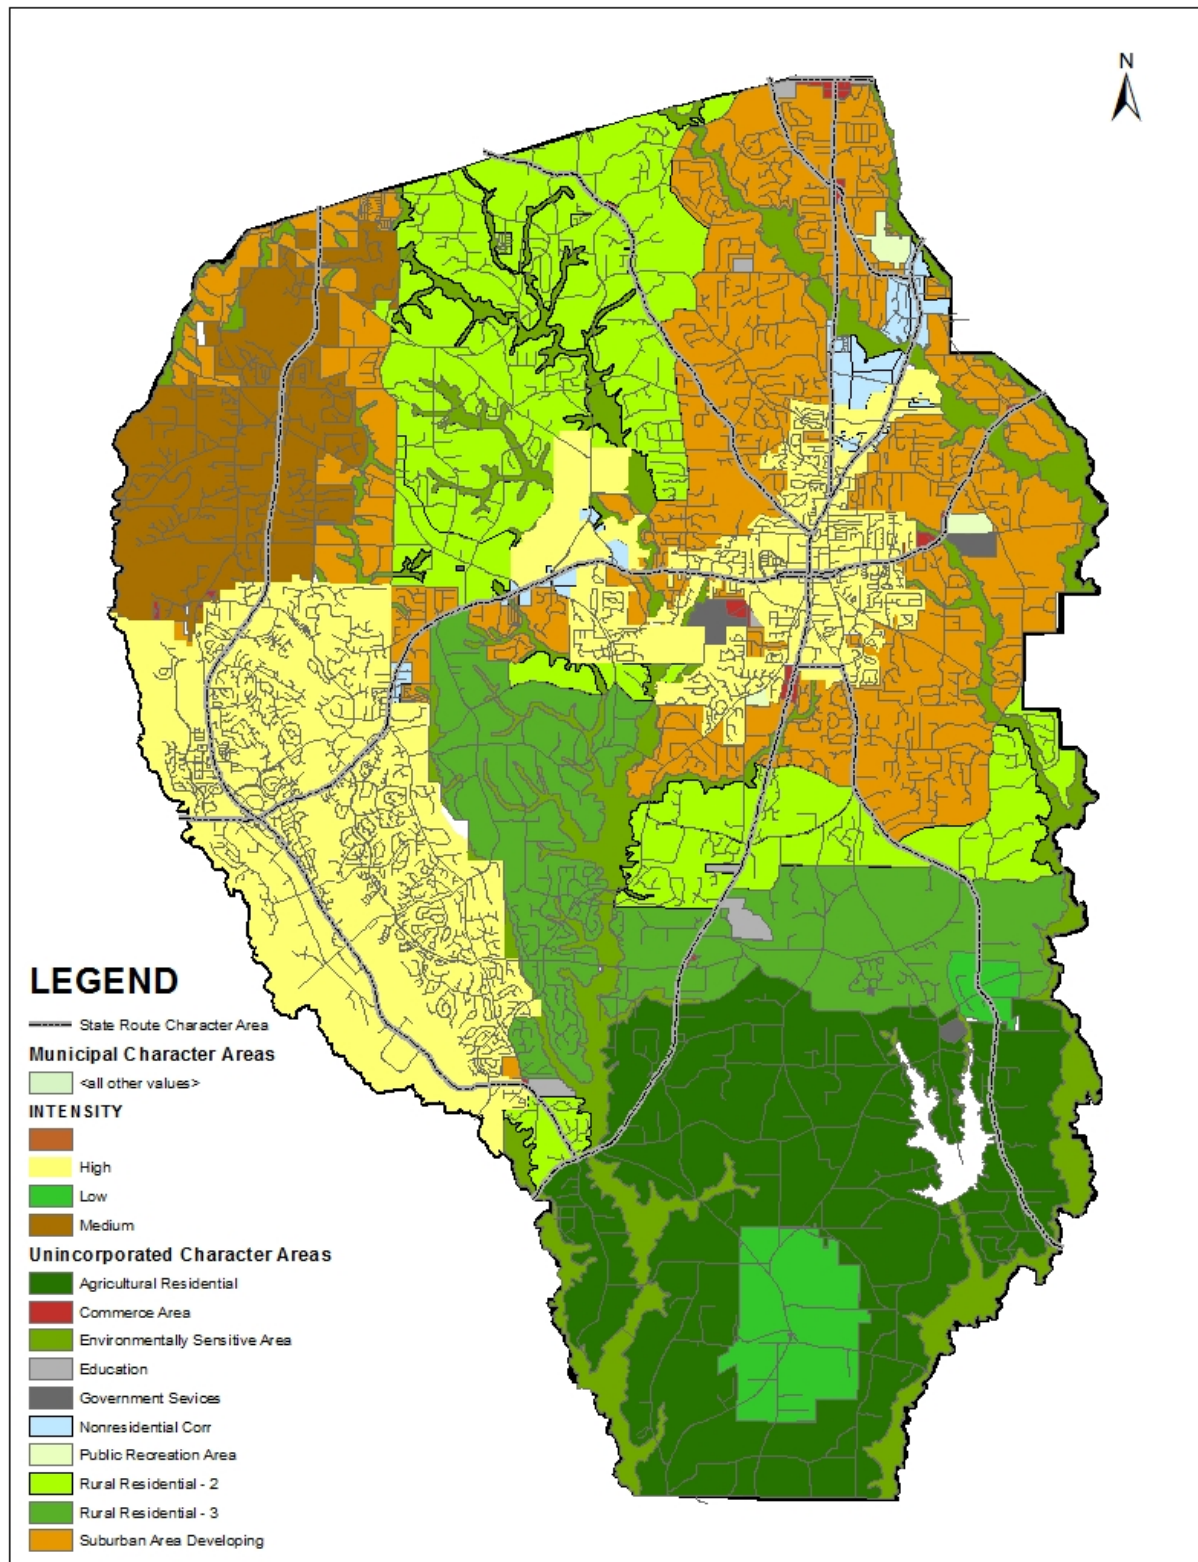 N
LEGEND
State Route Character Area
Municipal Character Areas
<all other values>
INTENSITY
High
Low
Medium
Unincorporated Character Areas
Agricultural Residential
Commerce Area
Environmentally Sensitive Area
Education
Government Sevices
Nonresidential Corr
Public Recreation Area
Rural Residential - 2
Rural Residential - 3
Suburban Area Developing